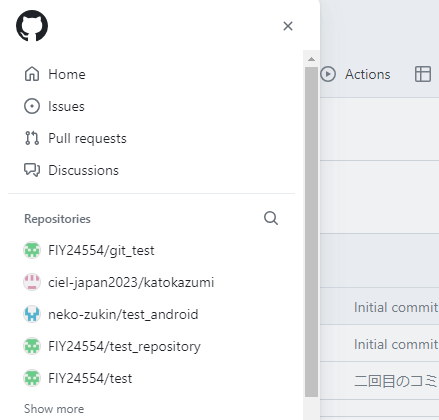 Home
Actions
Issues
Pull requests
Discussions
Repositories
FIY24554/git_test
ciel-japan2023/katokazumi
neko-zukin/test_android
Initial commit
FIY24554/test_repository
Initial commit
FIY24554/test
二回目のコミ
Show more